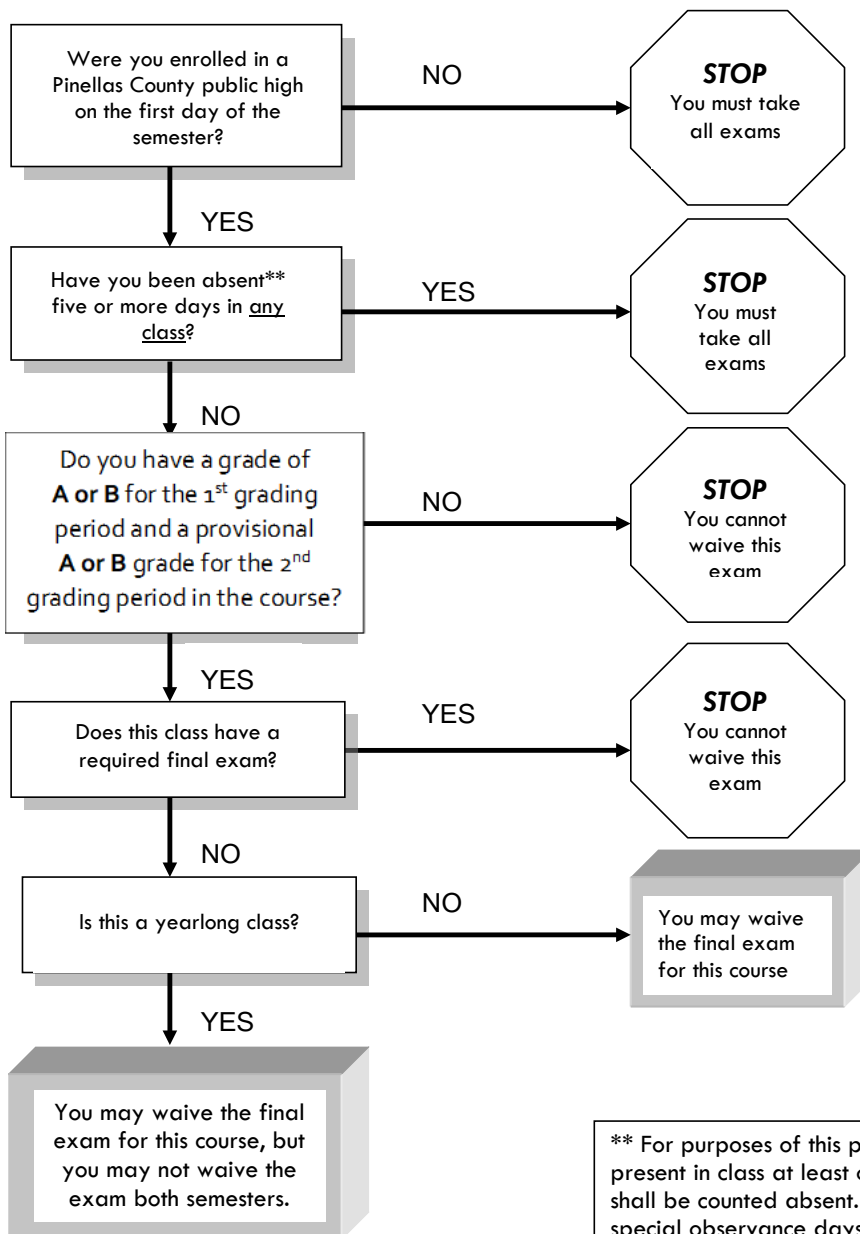 Were you enrolled in a
Pinellas County public high
on the first day of the
semester?
NO
STOP
You must take
all exams
YES
Have you been absent**
five or more days in any
class?
YES
STOP
You must
take all
exams
NO
Do you have a grade of
A or B for the 1st grading
period and a provisional
A or B grade for the 2nd
grading period in the course?
NO
STOP
You cannot
waive this
exam
YES
Does this class have a
required final exam?
YES
STOP
You cannot
waive this
exam
NO
Is this a yearlong class?
NO
You may waive
the final exam
for this course
YES
You may waive the final
exam for this course, but
you may not waive the
exam both semesters.
** For purposes of this
present in class at least
shall be counted absent.
special observance days